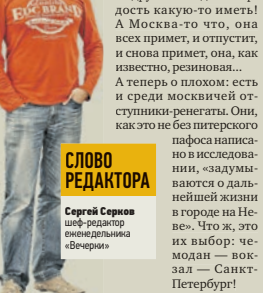 дость какую-то иметь!
А Москва-то что, она
всех примет, и отпустит,
и снова примет, она, как
известно, резиновая...
А теперь о плохом: есть
и среди москвичей от-
ступники-ренегаты. Они,
как это не без питерского
пафоса написа-
но в исследова-
нии, «задумы-
ваются о даль-
нейшей жизни
в городе на Не-
ве». Что ж, это
их выбор: че-
модан — вок-
зал — Санкт-
Петербург!
СЛОВО
РЕДАКТОРА
Сергей Серков
шеф-редактор
еженедельника
«Вечерки»